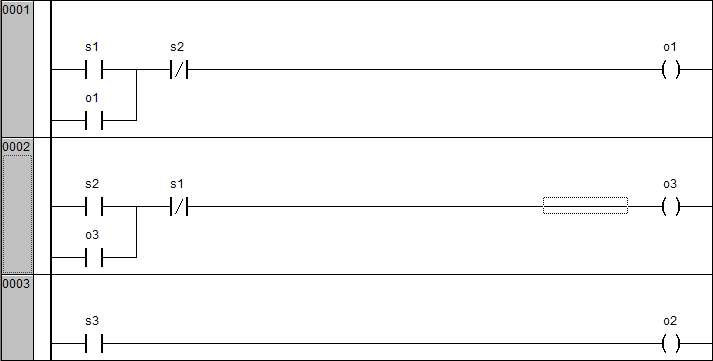 0001
s1 s2 o1
o1
0002
s2 s1 o3
o3
0003
s3 o2